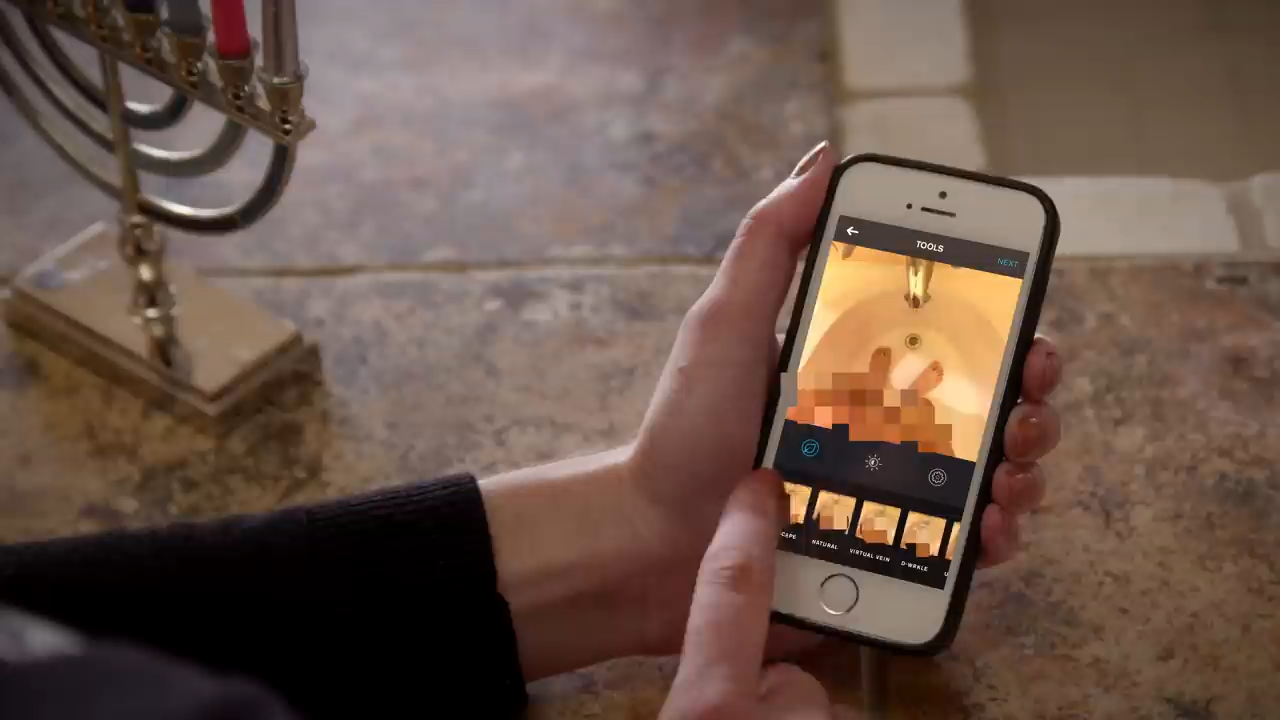 TOOLS
NEXT
CAPE
NATURAL
VIRTUAL VEIN
D-WRKLE
U